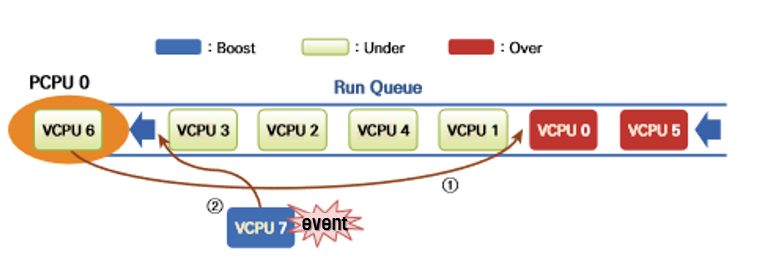 : Boost : Under : Over
PCPU 0
Run Queue
VCPU 6 VCPU 3 VCPU 2 VCPU 4 VCPU 1 VCPU 0 VCPU 5
①
②
VCPU 7 event